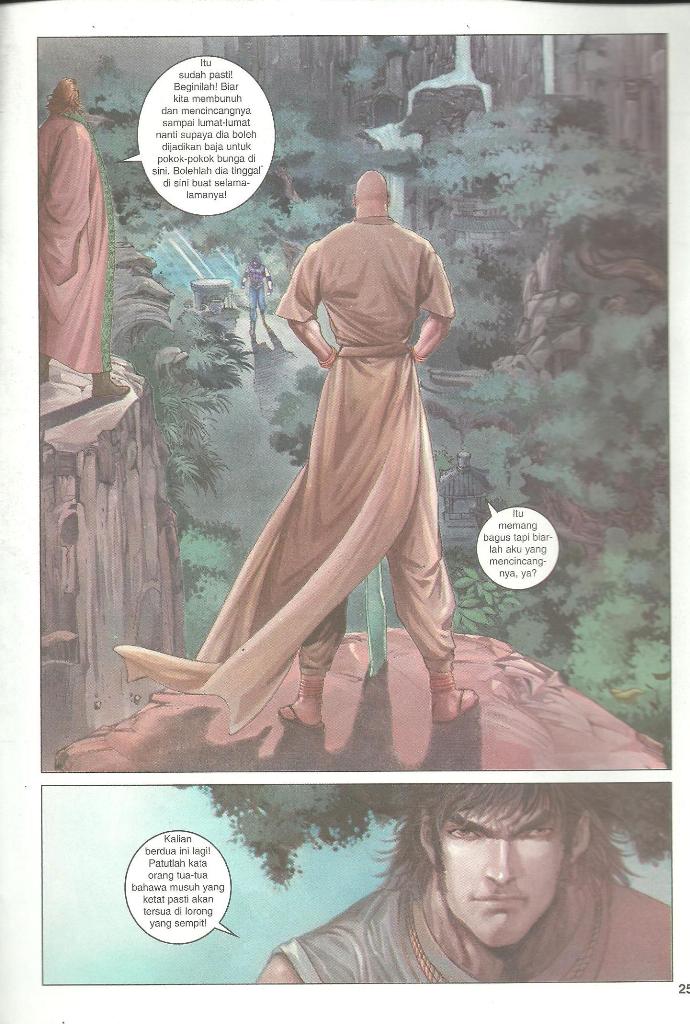 Itu
sudah pasti!
Beginilah! Biar
kita membunuh
dan mencincangnya
sampai lumat-lumat
nanti supaya dia boleh
dijadikan baja untuk
pokok-pokok bunga di
sini. Bolehlah dia tinggal
di sini buat selama-
lamanya!
Itu
memang
bagus tapi biar-
lah aku yang
mencincang-
nya, ya?
Kalian
berdua ini lagi!
Patutlah kata
orang tua-tua
bahawa musuh yang
ketat pasti akan
tersua di lorong
yang sempit!
25